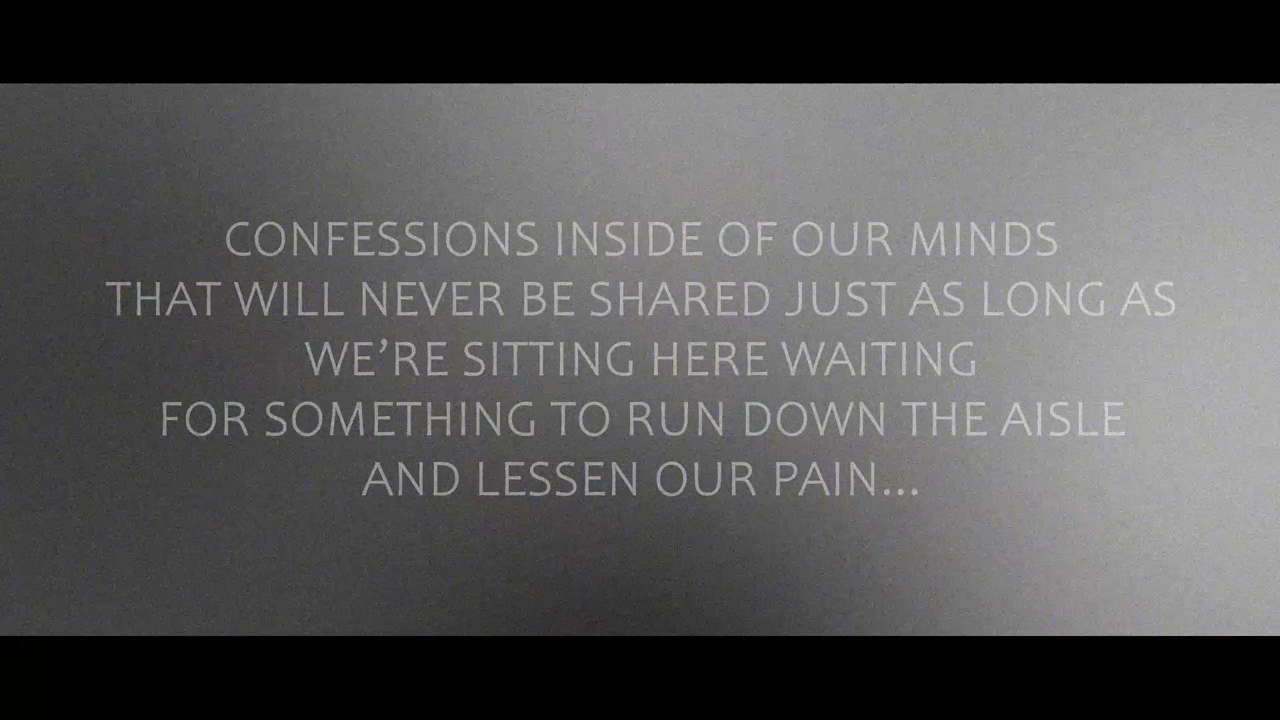 CONFESSIONS INSIDE OF OUR MINDS
THAT WILL NEVER BE SHARED JUST AS LONG AS
WE’RE SITTING HERE WAITING
FOR SOMETHING TO RUN DOWN THE AISLE
AND LESSEN OUR PAIN...